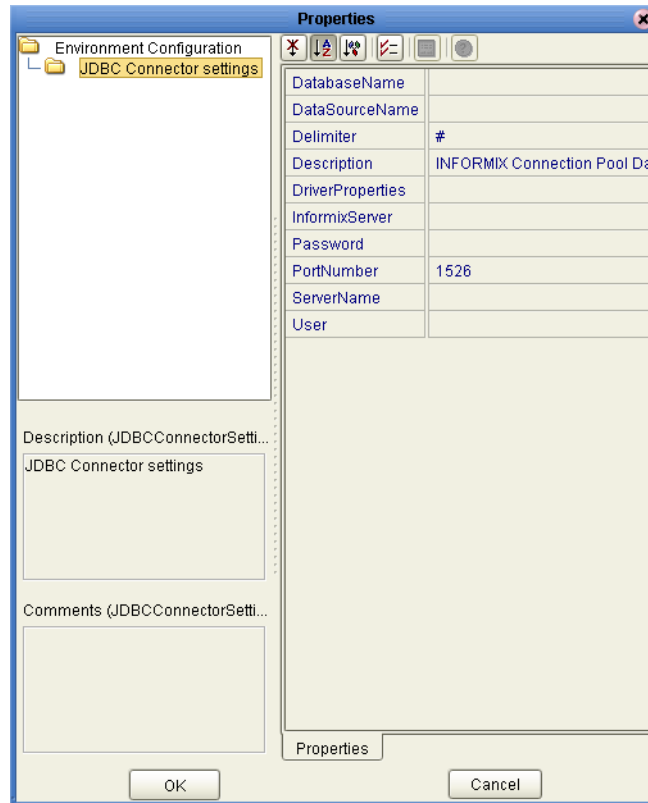 Properties
Environment Configuration
JDBC Connector settings
DatabaseName
DataSourceName
Delimiter #
Description INFORMIX Connection Pool Da
DriverProperties
InformixServer
Password
PortNumber 1526
ServerName
User
Description (JDBCConnectorSetti...
JDBC Connector settings
Comments (JDBCConnectorSetti...
Properties
OK
Cancel